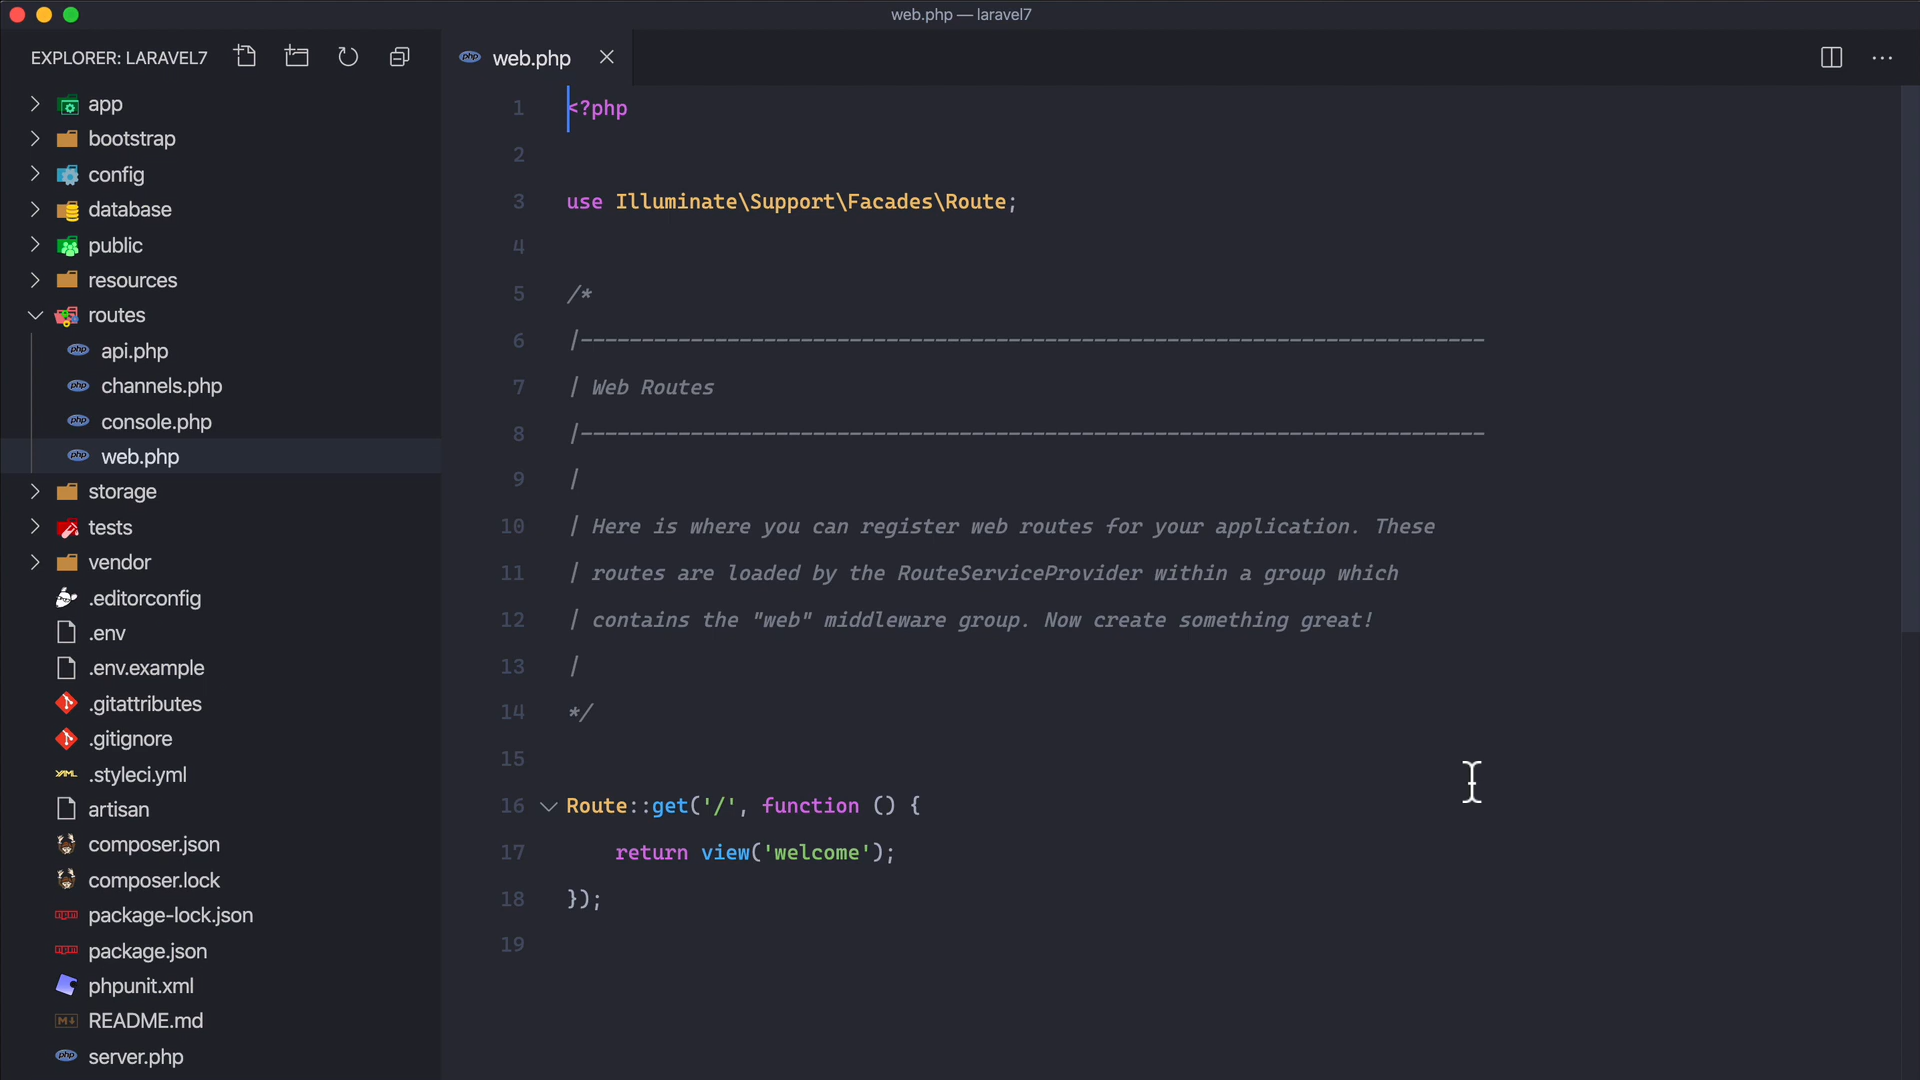 web.php — laravel7
EXPLORER: LARAVEL7
app
bootstrap
config
database
public
resources
routes
api.php
channels.php
console.php
web.php
storage
tests
vendor
.editorconfig
.env
.env.example
.gitattributes
.gitignore
.styleci.yml
artisan
composer.json
composer.lock
package-lock.json
package.json
phpunit.xml
README.md
server.php
php web.php
1 <?php
2
3 use Illuminate\Support\Facades\Route;
4
5 /*
6 |--------------------------------------------------------------------------
7 | Web Routes
8 |--------------------------------------------------------------------------
9 |
10 | Here is where you can register web routes for your application. These
11 | routes are loaded by the RouteServiceProvider within a group which
12 | contains the "web" middleware group. Now create something great!
13 |
14 */
15
16 Route::get('/', function () {
17     return view('welcome');
18 });
19